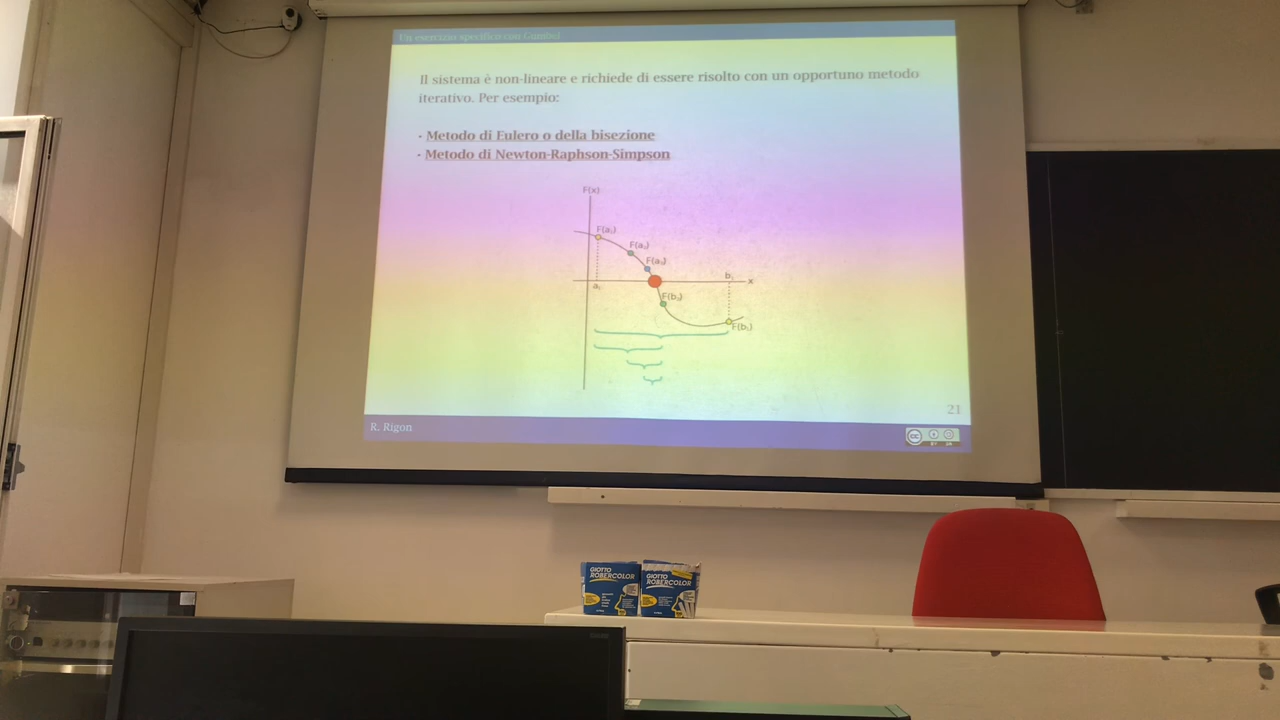 Un esercizio specifico con Gumbel
Il sistema è non-lineare e richiede di essere risolto con un opportuno metodo
iterativo. Per esempio:
· Metodo di Eulero o della bisezione
· Metodo di Newton-Raphson-Simpson
F(x)
F(a₁)
F(a₂)
F(a₃)
a₁
b₁
x
F(b₂)
F(b₁)
21
R. Rigon
cc
GIOTTO
ROBERCOLOR
GIOTTO
ROBERCOLOR